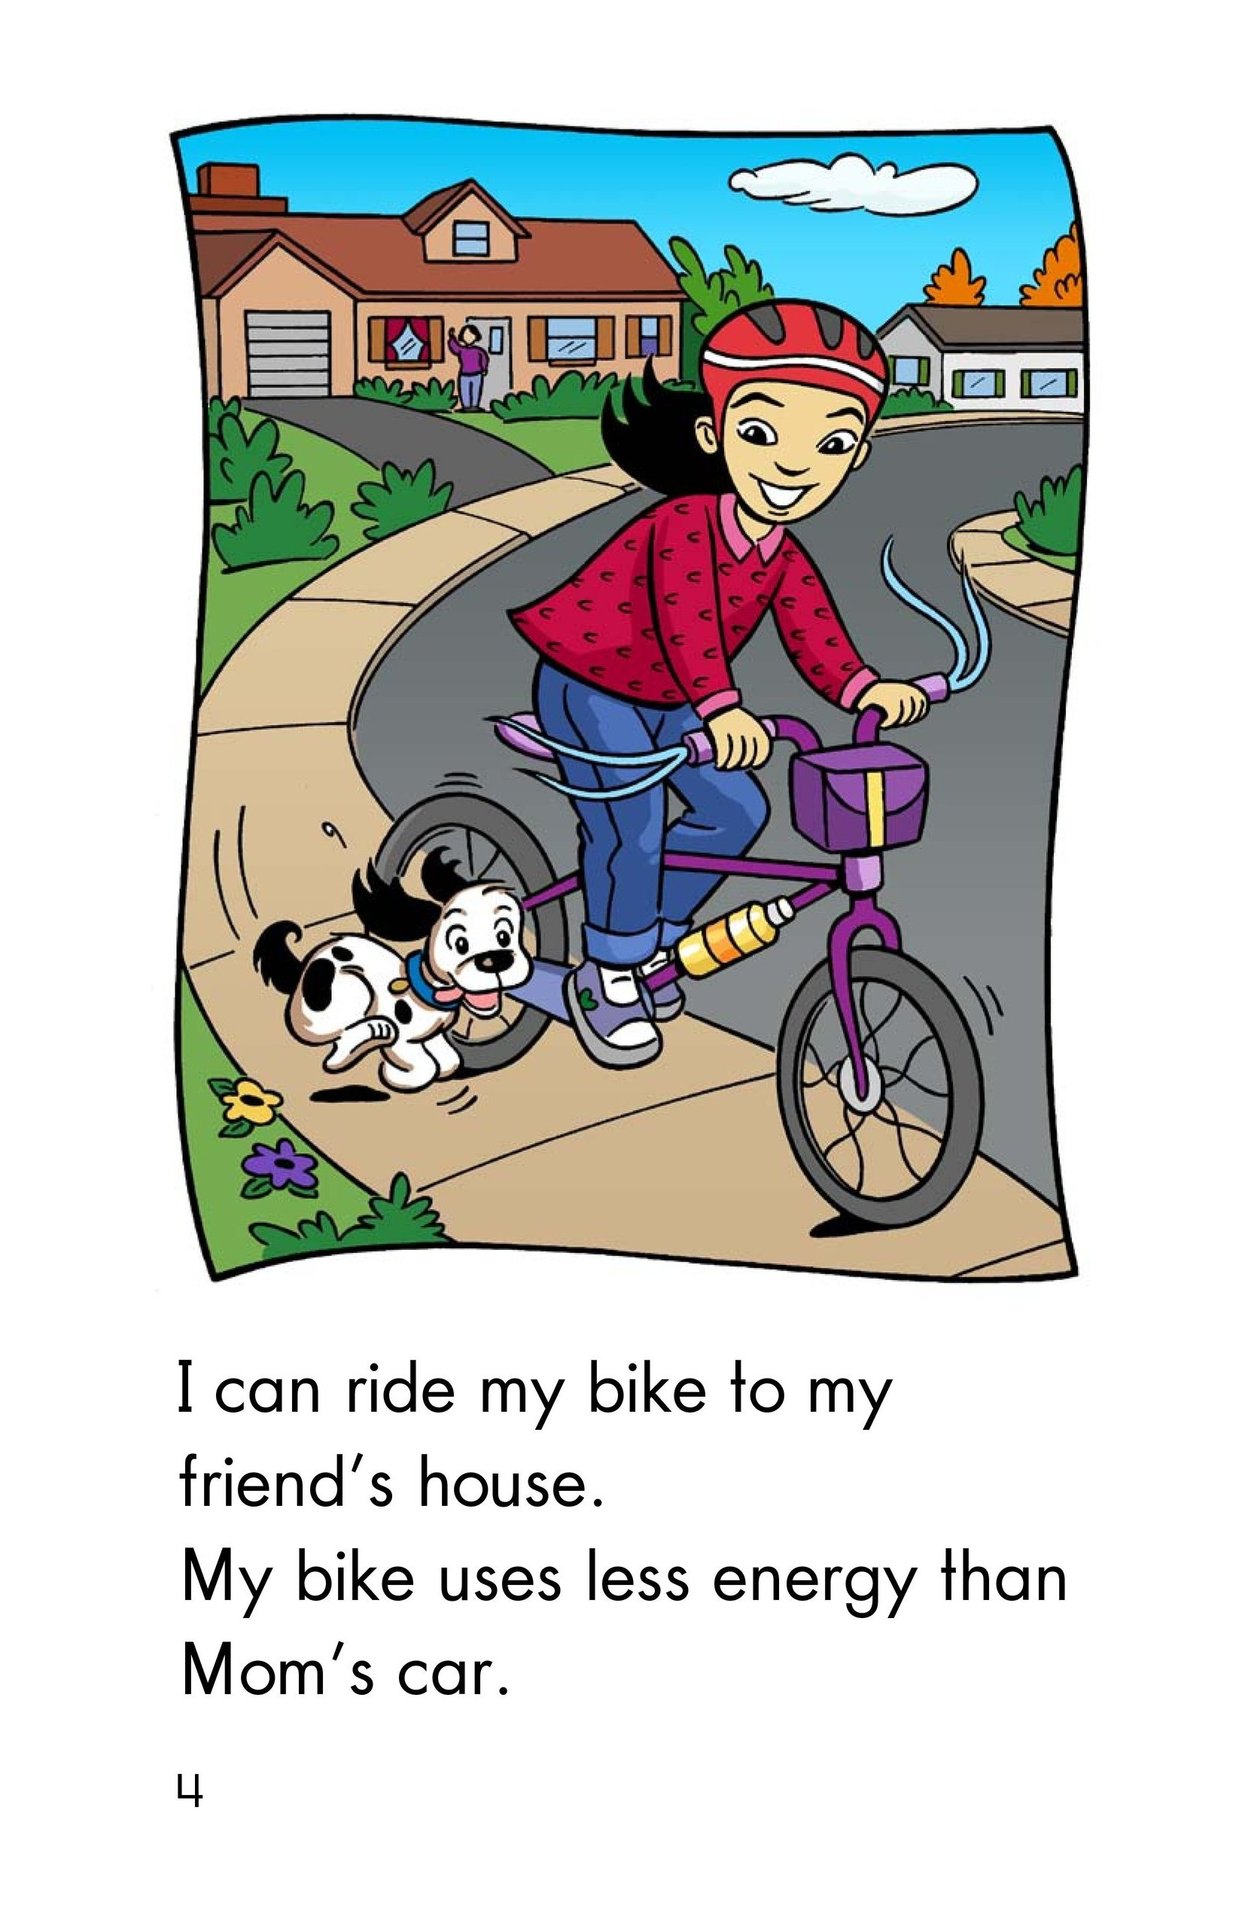 I can ride my bike to my
friend's house.
My bike uses less energy than
Mom's car.
4